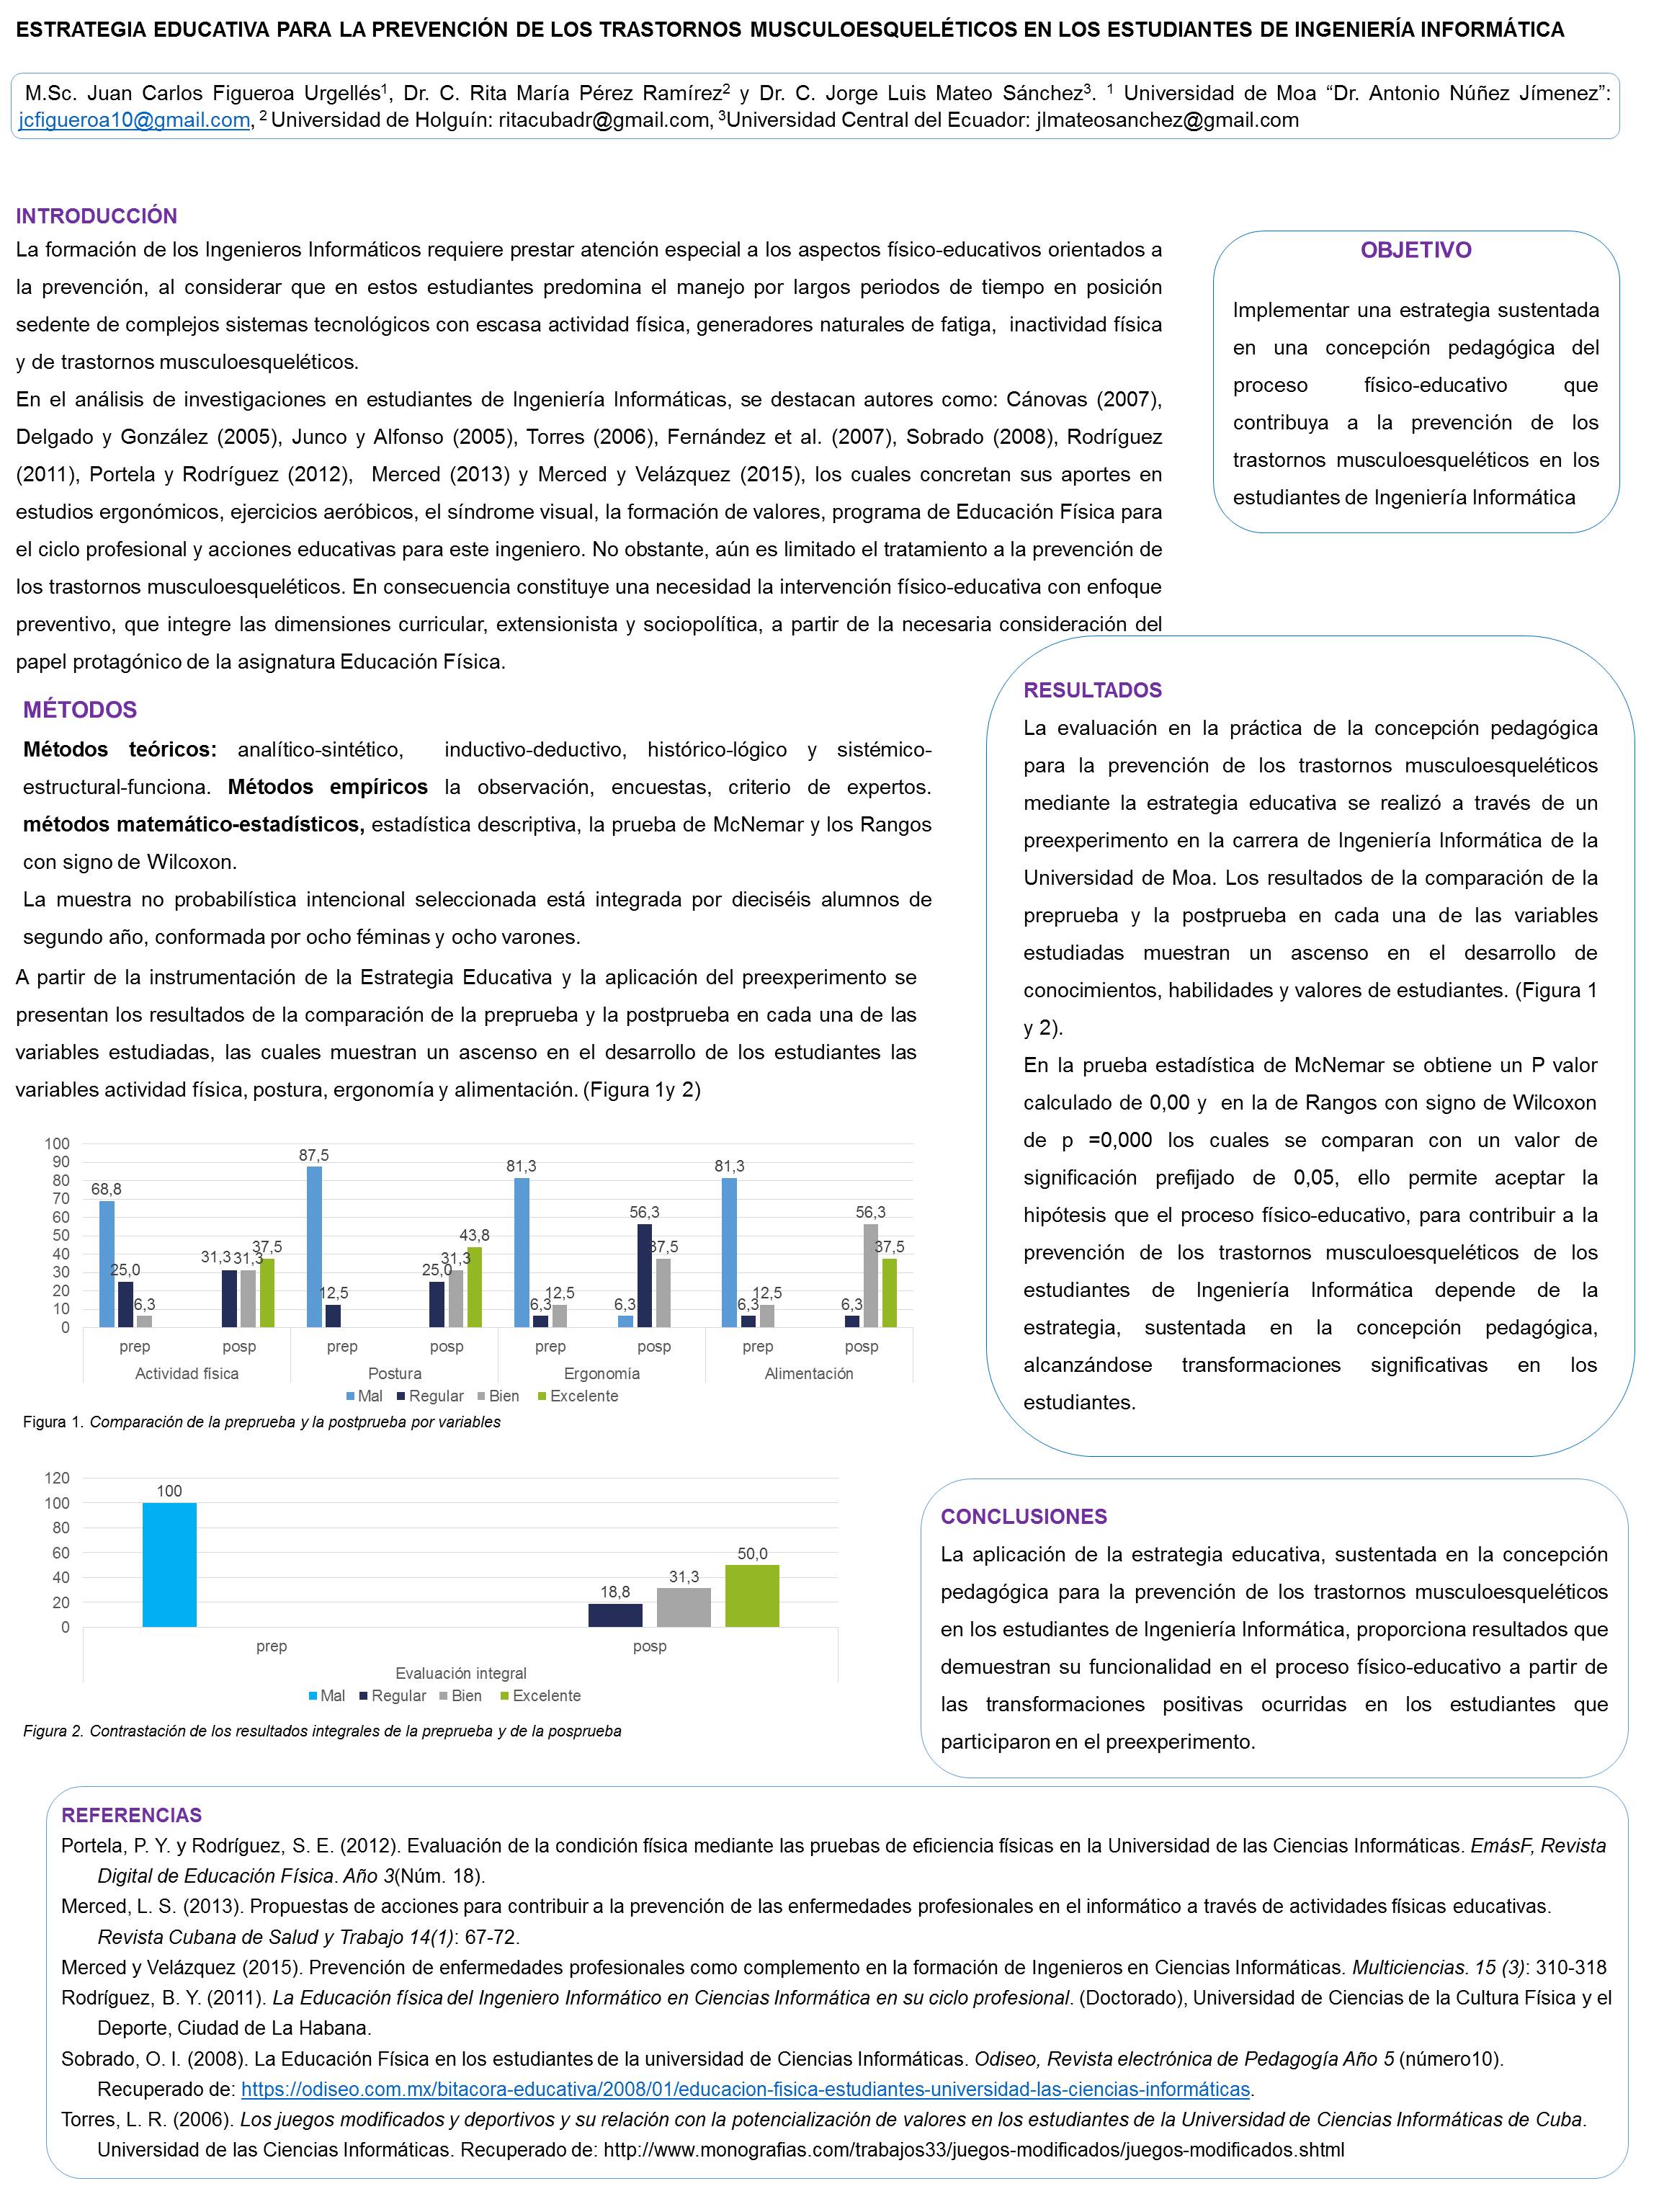 ESTRATEGIA EDUCATIVA PARA LA PREVENCIÓN DE LOS TRASTORNOS MUSCULOESQUELÉTICOS EN LOS ESTUDIANTES DE INGENIERÍA INFORMÁTICA
M.Sc. Juan Carlos Figueroa Urgellés¹, Dr. C. Rita María Pérez Ramírez² y Dr. C. Jorge Luis Mateo Sánchez³. ¹ Universidad de Moa “Dr. Antonio Núñez Jímenez”:
jcfigueroa10@gmail.com, ² Universidad de Holguín: ritacubadr@gmail.com, ³Universidad Central del Ecuador: jlmateosanchez@gmail.com
INTRODUCCIÓN
La formación de los Ingenieros Informáticos requiere prestar atención especial a los aspectos físico-educativos orientados a
la prevención, al considerar que en estos estudiantes predomina el manejo por largos periodos de tiempo en posición
sedente de complejos sistemas tecnológicos con escasa actividad física, generadores naturales de fatiga, inactividad física
y de trastornos musculoesqueléticos.
En el análisis de investigaciones en estudiantes de Ingeniería Informáticas, se destacan autores como: Cánovas (2007),
Delgado y González (2005), Junco y Alfonso (2005), Torres (2006), Fernández et al. (2007), Sobrado (2008), Rodríguez
(2011), Portela y Rodríguez (2012), Merced (2013) y Merced y Velázquez (2015), los cuales concretan sus aportes en
estudios ergonómicos, ejercicios aeróbicos, el síndrome visual, la formación de valores, programa de Educación Física para
el ciclo profesional y acciones educativas para este ingeniero. No obstante, aún es limitado el tratamiento a la prevención de
los trastornos musculoesqueléticos. En consecuencia constituye una necesidad la intervención físico-educativa con enfoque
preventivo, que integre las dimensiones curricular, extensionista y sociopolítica, a partir de la necesaria consideración del
papel protagónico de la asignatura Educación Física.
OBJETIVO
Implementar una estrategia sustentada
en una concepción pedagógica del
proceso físico-educativo que
contribuya a la prevención de los
trastornos musculoesqueléticos en los
estudiantes de Ingeniería Informática
MÉTODOS
Métodos teóricos: analítico-sintético, inductivo-deductivo, histórico-lógico y sistémico-
estructural-funciona. Métodos empíricos la observación, encuestas, criterio de expertos.
métodos matemático-estadísticos, estadística descriptiva, la prueba de McNemar y los Rangos
con signo de Wilcoxon.
La muestra no probabilística intencional seleccionada está integrada por dieciséis alumnos de
segundo año, conformada por ocho féminas y ocho varones.
A partir de la instrumentación de la Estrategia Educativa y la aplicación del preexperimento se
presentan los resultados de la comparación de la preprueba y la postprueba en cada una de las
variables estudiadas, las cuales muestran un ascenso en el desarrollo de los estudiantes las
variables actividad física, postura, ergonomía y alimentación. (Figura 1y 2)
100
90
80
70
60
50
40
30
20
10
0
68,8
25,0
6,3
31,3
31,3
37,5
87,5
12,5
25,0
31,3
43,8
81,3
6,3
12,5
6,3
56,3
37,5
81,3
6,3
12,5
6,3
56,3
37,5
prep posp prep posp prep posp prep posp
Actividad física Postura Ergonomía Alimentación
Mal Regular Bien Excelente
Figura 1. Comparación de la preprueba y la postprueba por variables
120
100
80
60
40
20
0
100
18,8
31,3
50,0
prep posp
Evaluación integral
Mal Regular Bien Excelente
Figura 2. Contrastación de los resultados integrales de la preprueba y de la posprueba
RESULTADOS
La evaluación en la práctica de la concepción pedagógica
para la prevención de los trastornos musculoesqueléticos
mediante la estrategia educativa se realizó a través de un
preexperimento en la carrera de Ingeniería Informática de la
Universidad de Moa. Los resultados de la comparación de la
preprueba y la postprueba en cada una de las variables
estudiadas muestran un ascenso en el desarrollo de
conocimientos, habilidades y valores de estudiantes. (Figura 1
y 2).
En la prueba estadística de McNemar se obtiene un P valor
calculado de 0,00 y en la de Rangos con signo de Wilcoxon
de p =0,000 los cuales se comparan con un valor de
significación prefijado de 0,05, ello permite aceptar la
hipótesis que el proceso físico-educativo, para contribuir a la
prevención de los trastornos musculoesqueléticos de los
estudiantes de Ingeniería Informática depende de la
estrategia, sustentada en la concepción pedagógica,
alcanzándose transformaciones significativas en los
estudiantes.
CONCLUSIONES
La aplicación de la estrategia educativa, sustentada en la concepción
pedagógica para la prevención de los trastornos musculoesqueléticos
en los estudiantes de Ingeniería Informática, proporciona resultados que
demuestran su funcionalidad en el proceso físico-educativo a partir de
las transformaciones positivas ocurridas en los estudiantes que
participaron en el preexperimento.
REFERENCIAS
Portela, P. Y. y Rodríguez, S. E. (2012). Evaluación de la condición física mediante las pruebas de eficiencia físicas en la Universidad de las Ciencias Informáticas. EmásF, Revista
Digital de Educación Física. Año 3(Núm. 18).
Merced, L. S. (2013). Propuestas de acciones para contribuir a la prevención de las enfermedades profesionales en el informático a través de actividades físicas educativas.
Revista Cubana de Salud y Trabajo 14(1): 67-72.
Merced y Velázquez (2015). Prevención de enfermedades profesionales como complemento en la formación de Ingenieros en Ciencias Informáticas. Multiciencias. 15 (3): 310-318
Rodríguez, B. Y. (2011). La Educación física del Ingeniero Informático en Ciencias Informática en su ciclo profesional. (Doctorado), Universidad de Ciencias de la Cultura Física y el
Deporte, Ciudad de La Habana.
Sobrado, O. I. (2008). La Educación Física en los estudiantes de la universidad de Ciencias Informáticas. Odiseo, Revista electrónica de Pedagogía Año 5 (número10).
Recuperado de: https://odiseo.com.mx/bitacora-educativa/2008/01/educacion-fisica-estudiantes-universidad-las-ciencias-informáticas.
Torres, L. R. (2006). Los juegos modificados y deportivos y su relación con la potencialización de valores en los estudiantes de la Universidad de Ciencias Informáticas de Cuba.
Universidad de las Ciencias Informáticas. Recuperado de: http://www.monografias.com/trabajos33/juegos-modificados/juegos-modificados.shtml